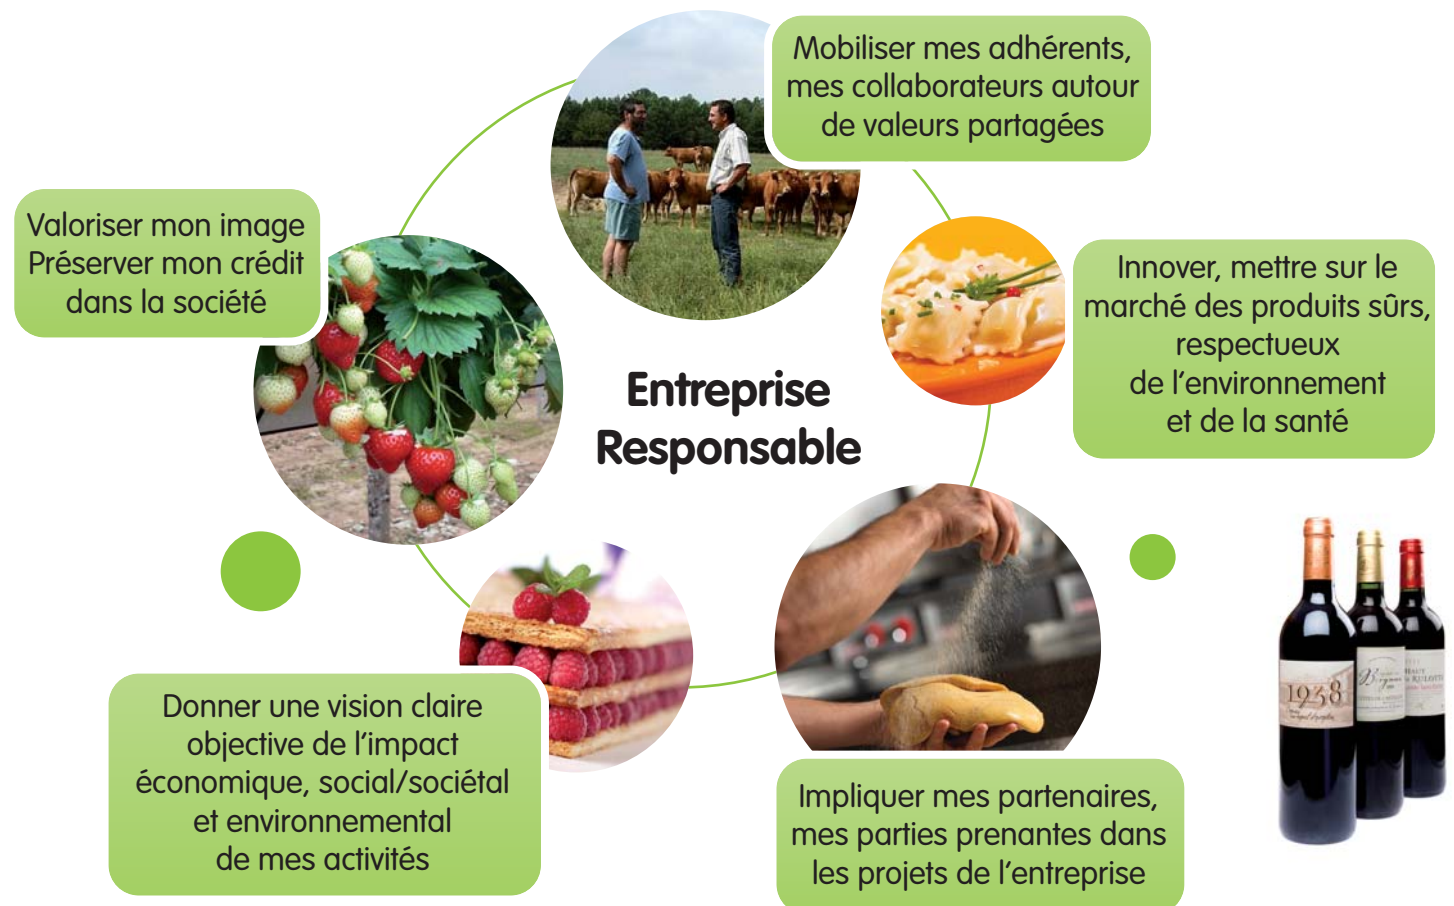 Mobiliser mes adhérents,
mes collaborateurs autour
de valeurs partagées
Valoriser mon image
Préserver mon crédit
dans la société
Innover, mettre sur le
marché des produits sûrs,
respectueux
de l'environnement
et de la santé
Entreprise
Responsable
Donner une vision claire
objective de l'impact
économique, social/sociétal
et environnemental
de mes activités
Impliquer mes partenaires,
mes parties prenantes dans
les projets de l'entreprise
1938